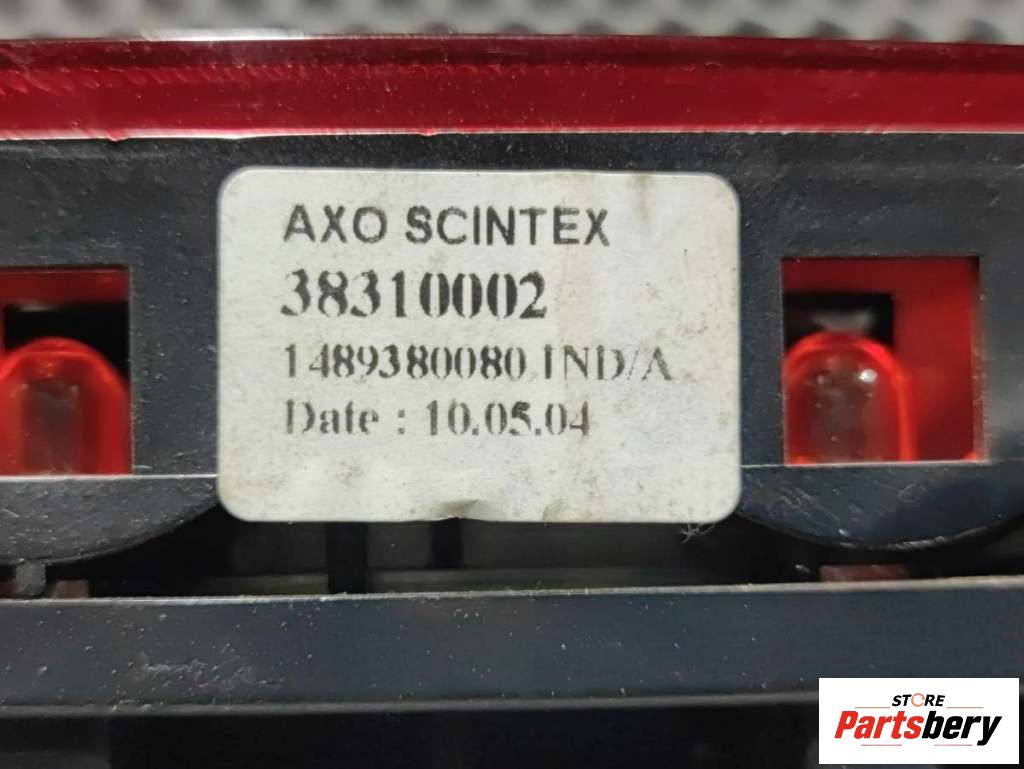 AXO SCINTEX
38310002
1489380080 IND/A
Date : 10.05.04
STORE
Partsbery